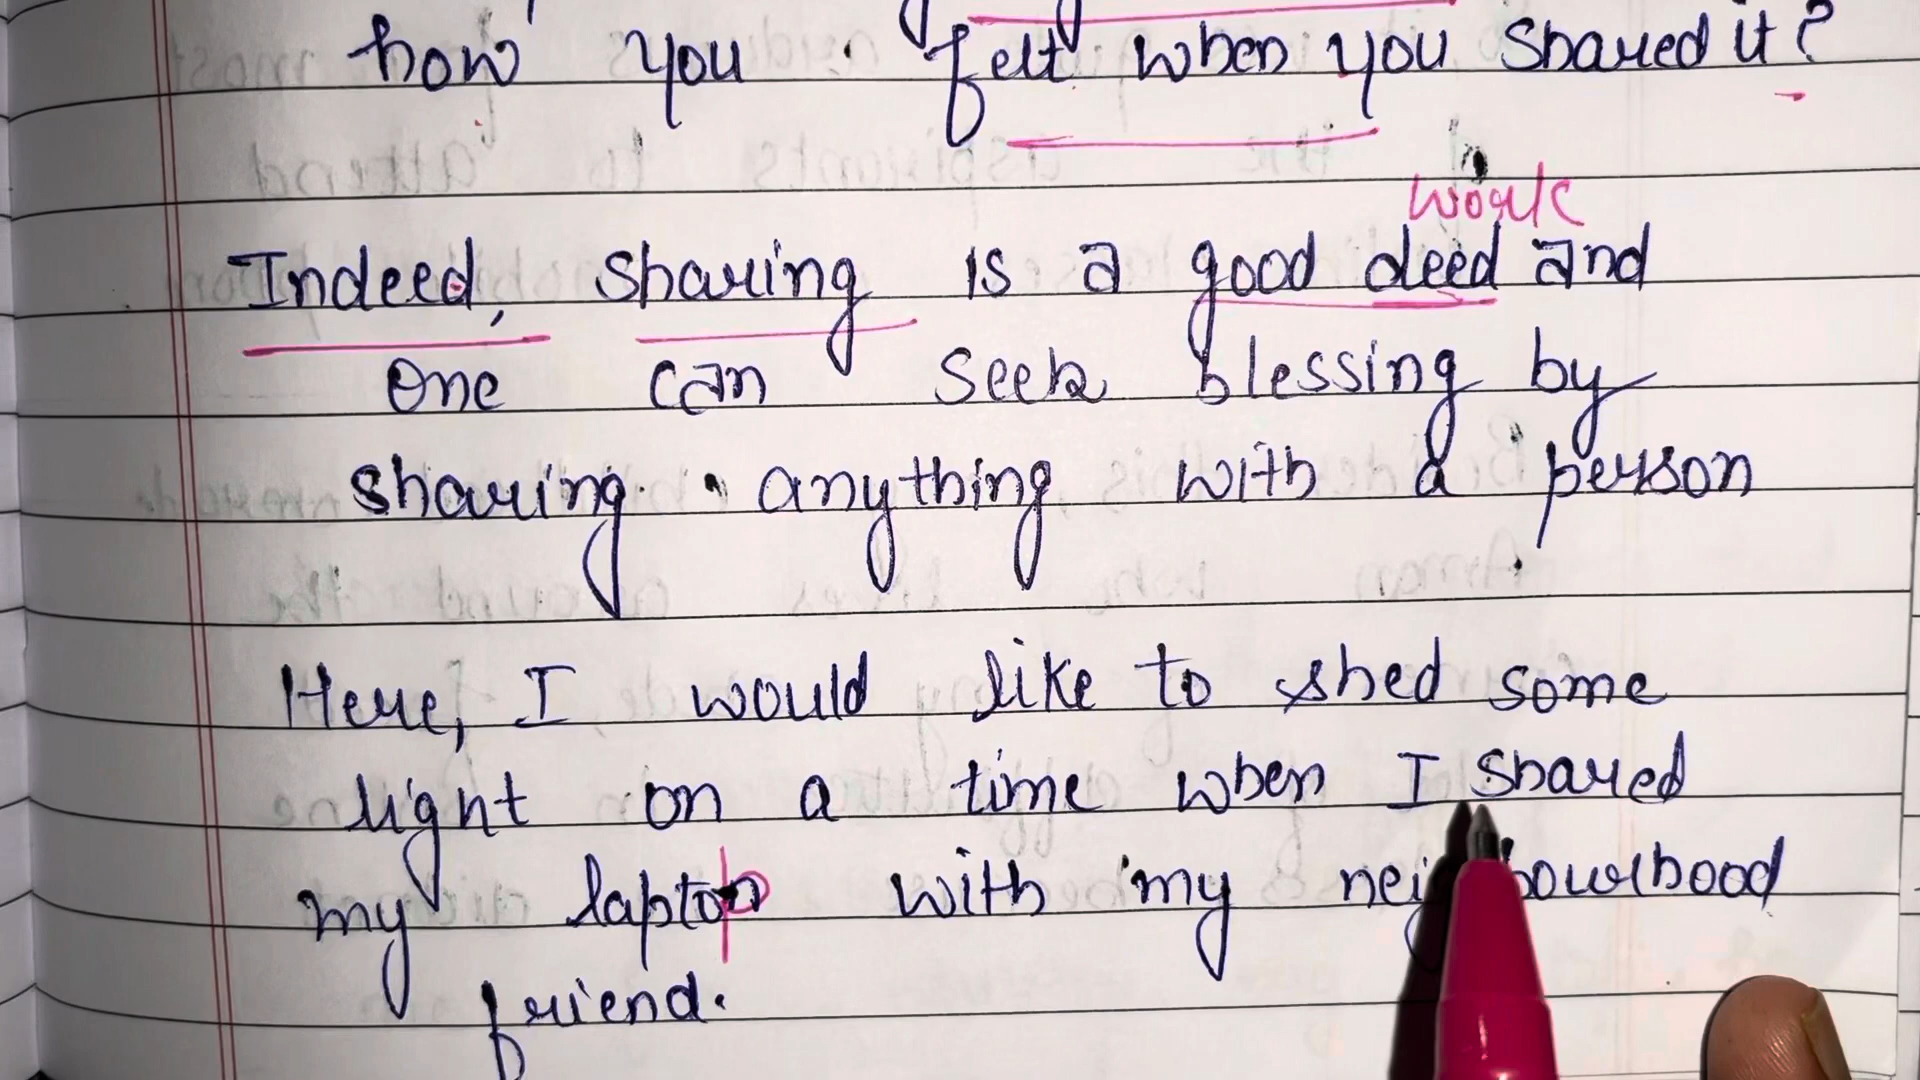 how you felt when you shared it?
work
Indeed, sharing is a good deed and
one can seek blessing by
sharing anything with a person
Here, I would like to shed some
light on a time when I shared
my laptop with my neighbourhood
friend.